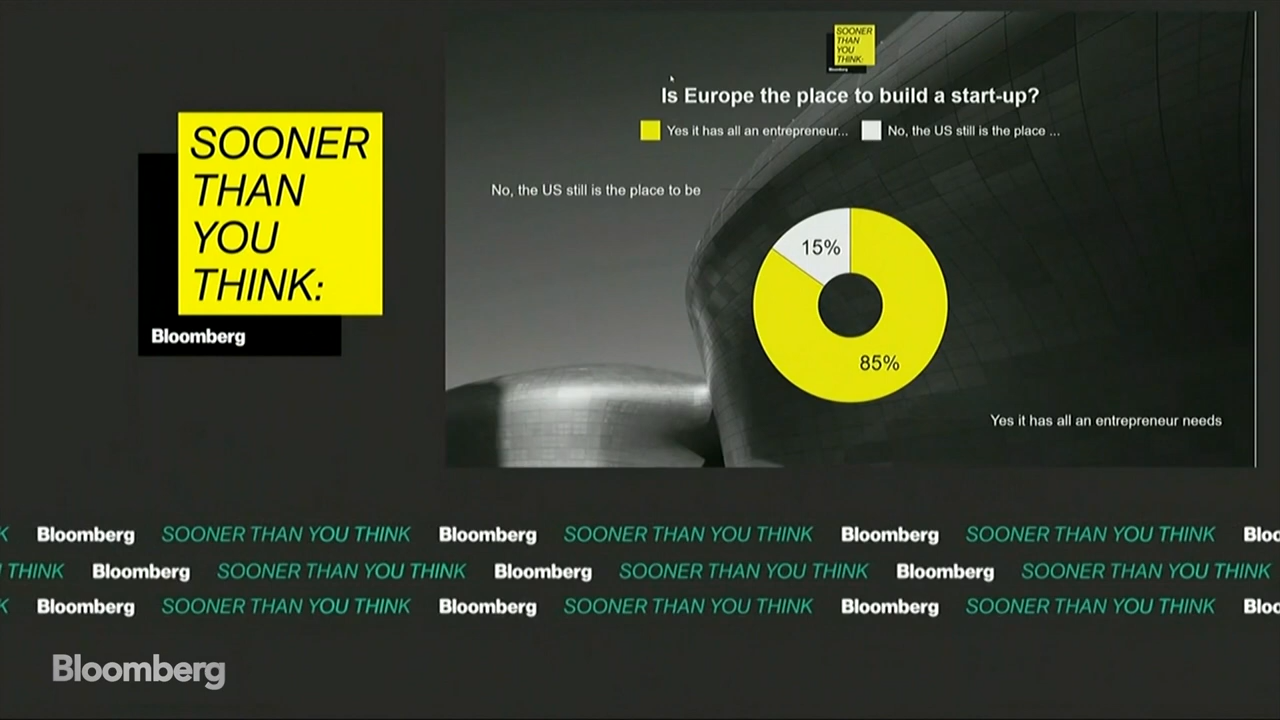 SOONER
THAN
YOU
THINK:
Bloomberg
SOONER
THAN
YOU
THINK:
Bloomberg
Is Europe the place to build a start-up?
Yes it has all an entrepreneur... No, the US still is the place ...
No, the US still is the place to be
15%
85%
Yes it has all an entrepreneur needs
K Bloomberg SOONER THAN YOU THINK Bloomberg SOONER THAN YOU THINK Bloomberg SOONER THAN YOU THINK Bloo
THINK Bloomberg SOONER THAN YOU THINK Bloomberg SOONER THAN YOU THINK Bloomberg SOONER THAN YOU THINK
K Bloomberg SOONER THAN YOU THINK Bloomberg SOONER THAN YOU THINK Bloomberg SOONER THAN YOU THINK Bloo
Bloomberg